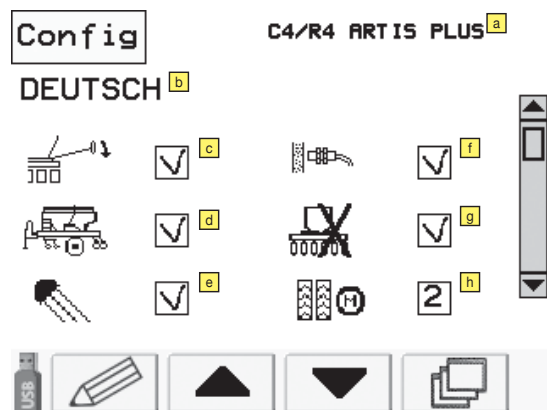 Config
C4/R4 ARTIS PLUS a
DEUTSCH b
c
f
d
g
e
M
2 h
USB